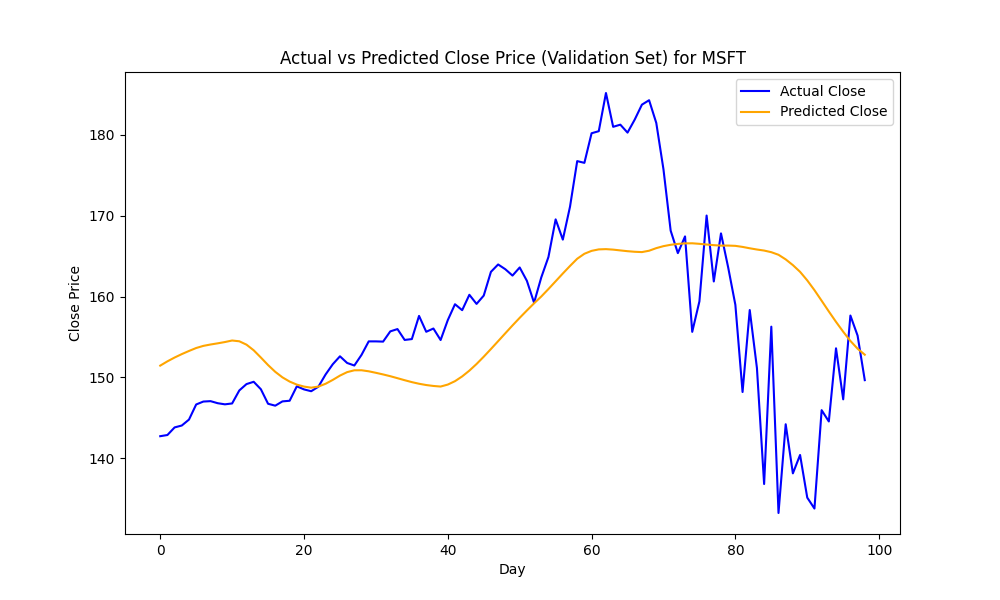 Actual vs Predicted Close Price (Validation Set) for MSFT
Actual Close
Predicted Close
180
170
160
150
140
Close Price
0 20 40 60 80 100
Day